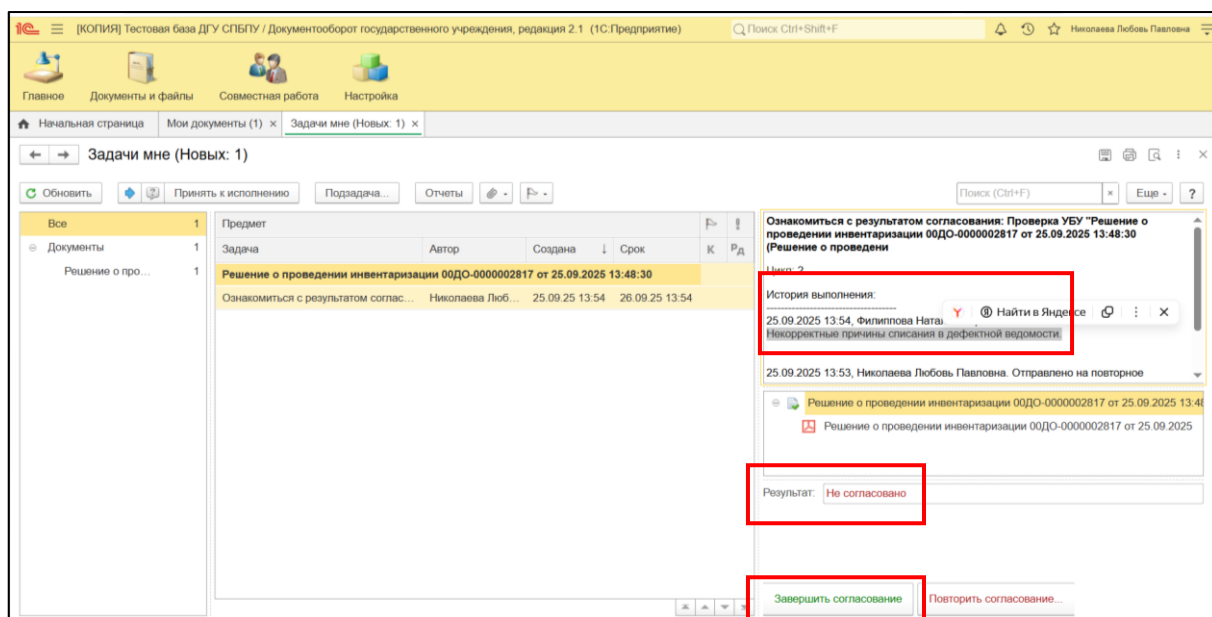 [КОПИЯ] Тестовая база ДГУ СПБПУ / Документооборот государственного учреждения, редакция 2.1 (1С:Предприятие)
Поиск Ctrl+Shift+F
Николаева Любовь Павловна
Главное
Документы и файлы
Совместная работа
Настройка
Начальная страница
Мои документы (1) ×
Задачи мне (Новых: 1) ×
Задачи мне (Новых: 1)
Обновить
Принять к исполнению
Подзадача...
Отчеты
Поиск (Ctrl+F)
×
Еще
?
Все 1
Документы 1
Решение о про... 1
Предмет
Задача Автор Создана ↓ Срок К Рд
Решение о проведении инвентаризации 00ДО-0000002817 от 25.09.2025 13:48:30
Ознакомиться с результатом соглас... Николаева Люб... 25.09.25 13:54 26.09.25 13:54
Ознакомиться с результатом согласования: Проверка УБУ "Решение о
проведении инвентаризации 00ДО-0000002817 от 25.09.2025 13:48:30
(Решение о проведени
Цикл: 2
История выполнения:
-----------------------------------
25.09.2025 13:54, Филиппова Ната
Найти в Яндексе
Некорректные причины списания в дефектной ведомости.
25.09.2025 13:53, Николаева Любовь Павловна. Отправлено на повторное
Решение о проведении инвентаризации 00ДО-0000002817 от 25.09.2025 13:48
Решение о проведении инвентаризации 00ДО-0000002817 от 25.09.2025
Результат: Не согласовано
Завершить согласование
Повторить согласование...